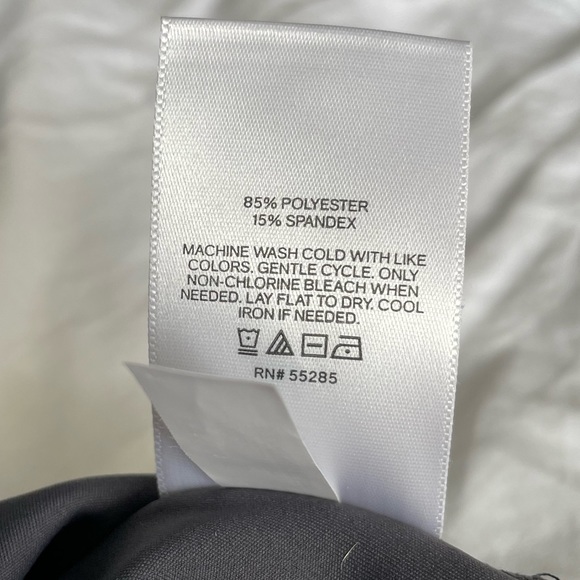 85% POLYESTER
15% SPANDEX
MACHINE WASH COLD WITH LIKE
COLORS. GENTLE CYCLE. ONLY
NON-CHLORINE BLEACH WHEN
NEEDED. LAY FLAT TO DRY. COOL
IRON IF NEEDED.
RN# 55285